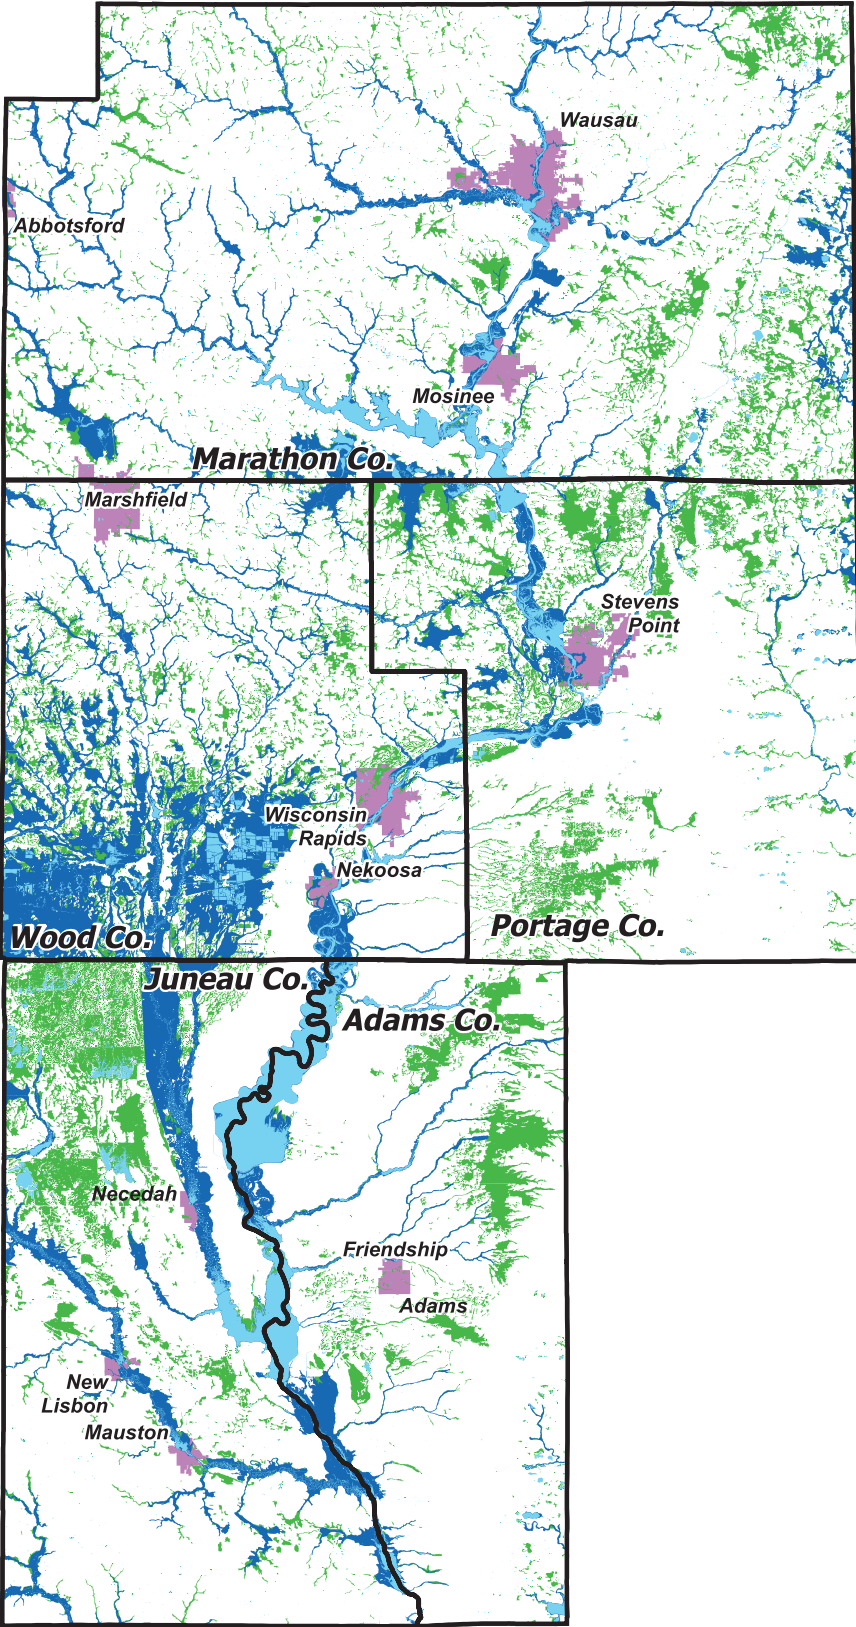 Wausau
Abbotsford
Mosinee
Marathon Co.
Marshfield
Stevens
Point
Wisconsin
Rapids
Nekoosa
Portage Co.
Wood Co.
Juneau Co.
Adams Co.
Necedah
Friendship
Adams
New
Lisbon
Mauston